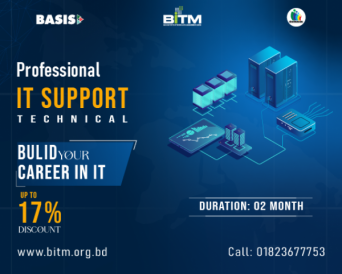 BASIS
BITM
Professional
IT SUPPORT
TECHNICAL
BULID YOUR
CAREER IN IT
UP TO
17%
DISCOUNT
DURATION: 02 MONTH
www.bitm.org.bd
Call: 01823677753